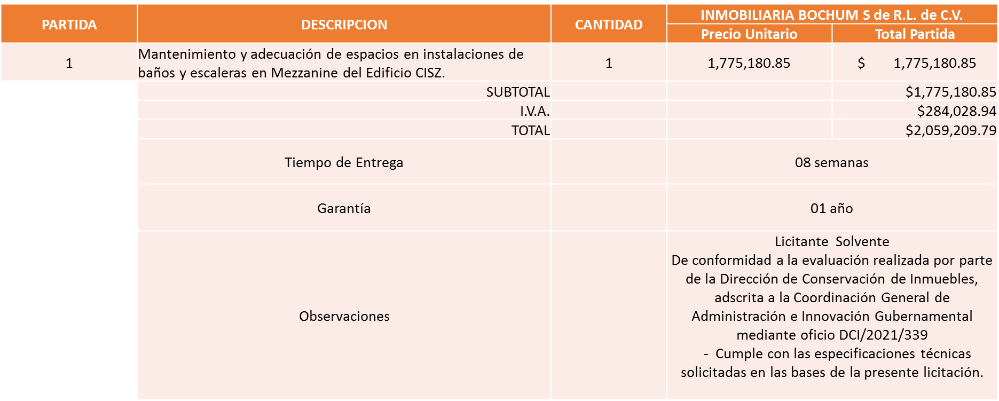 PARTIDA
DESCRIPCION
CANTIDAD
INMOBILIARIA BOCHUM S de R.L. de C.V.
Precio Unitario
Total Partida
1
Mantenimiento y adecuación de espacios en instalaciones de
baños y escaleras en Mezzanine del Edificio CISZ.
1
1,775,180.85
$ 1,775,180.85
SUBTOTAL
$1,775,180.85
I.V.A.
$284,028.94
TOTAL
$2,059,209.79
Tiempo de Entrega
08 semanas
Garantía
01 año
Observaciones
Licitante Solvente
De conformidad a la evaluación realizada por parte
de la Dirección de Conservación de Inmuebles,
adscrita a la Coordinación General de
Administración e Innovación Gubernamental
mediante oficio DCI/2021/339
- Cumple con las especificaciones técnicas
solicitadas en las bases de la presente licitación.